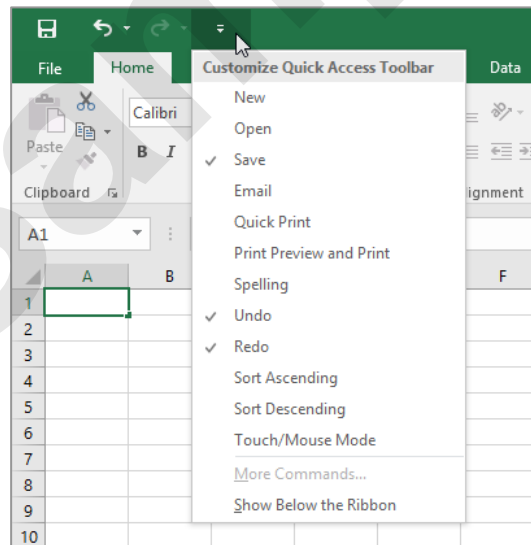 File Home Data
Customize Quick Access Toolbar
New
Open
Save
Email
Quick Print
Print Preview and Print
Spelling
Undo
Redo
Sort Ascending
Sort Descending
Touch/Mouse Mode
More Commands...
Show Below the Ribbon
Paste
Calibri
B I
Clipboard
ignment
A1
A B F
1
2
3
4
5
6
7
8
9
10